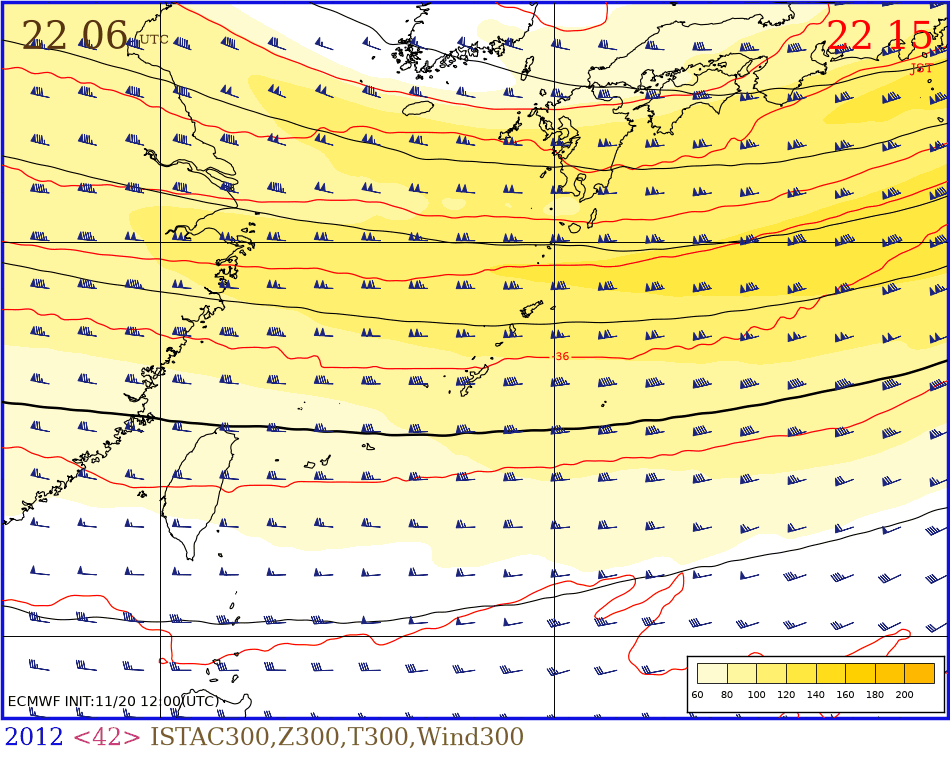 22 06 UTC
22 15
JST
-36
ECMWF INIT:11/20 12:00(UTC)
60 80 100 120 140 160 180 200
2012 <42> ISTAC300,Z300,T300,Wind300